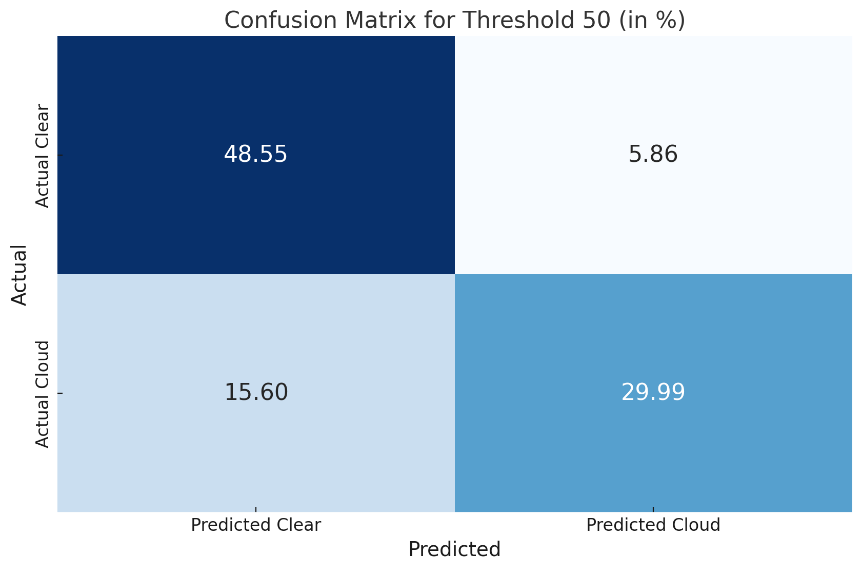 Confusion Matrix for Threshold 50 (in %)
Actual
Actual Clear
48.55
5.86
Actual Cloud
15.60
29.99
Predicted Clear
Predicted Cloud
Predicted